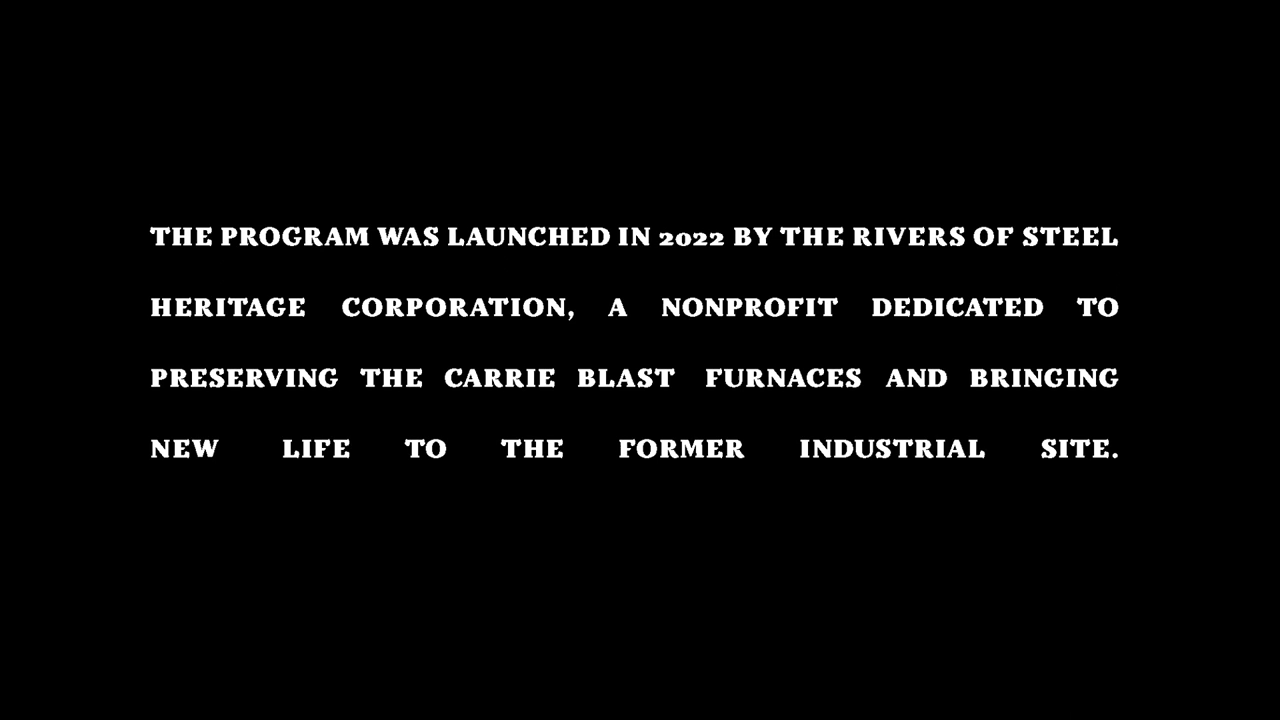 THE PROGRAM WAS LAUNCHED IN 2022 BY THE RIVERS OF STEEL
HERITAGE CORPORATION, A NONPROFIT DEDICATED TO
PRESERVING THE CARRIE BLAST FURNACES AND BRINGING
NEW LIFE TO THE FORMER INDUSTRIAL SITE.